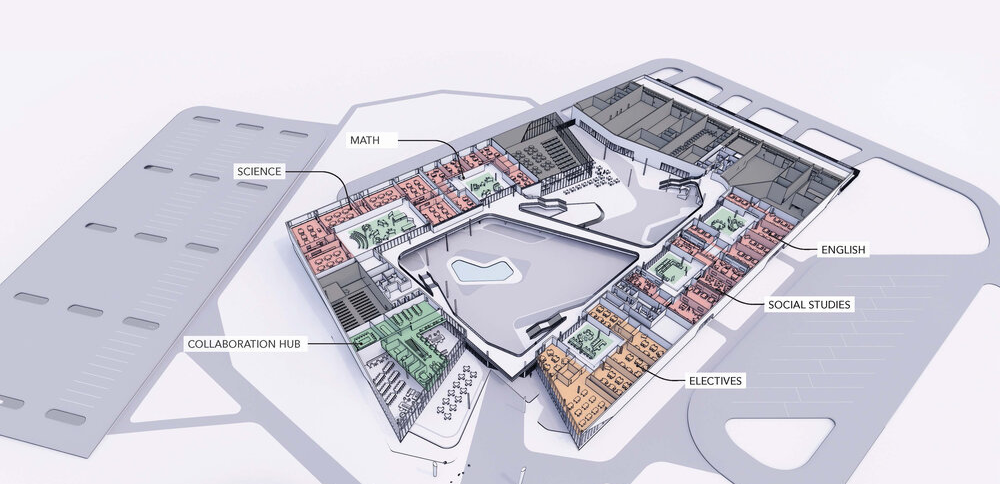 MATH
SCIENCE
ENGLISH
SOCIAL STUDIES
COLLABORATION HUB
ELECTIVES